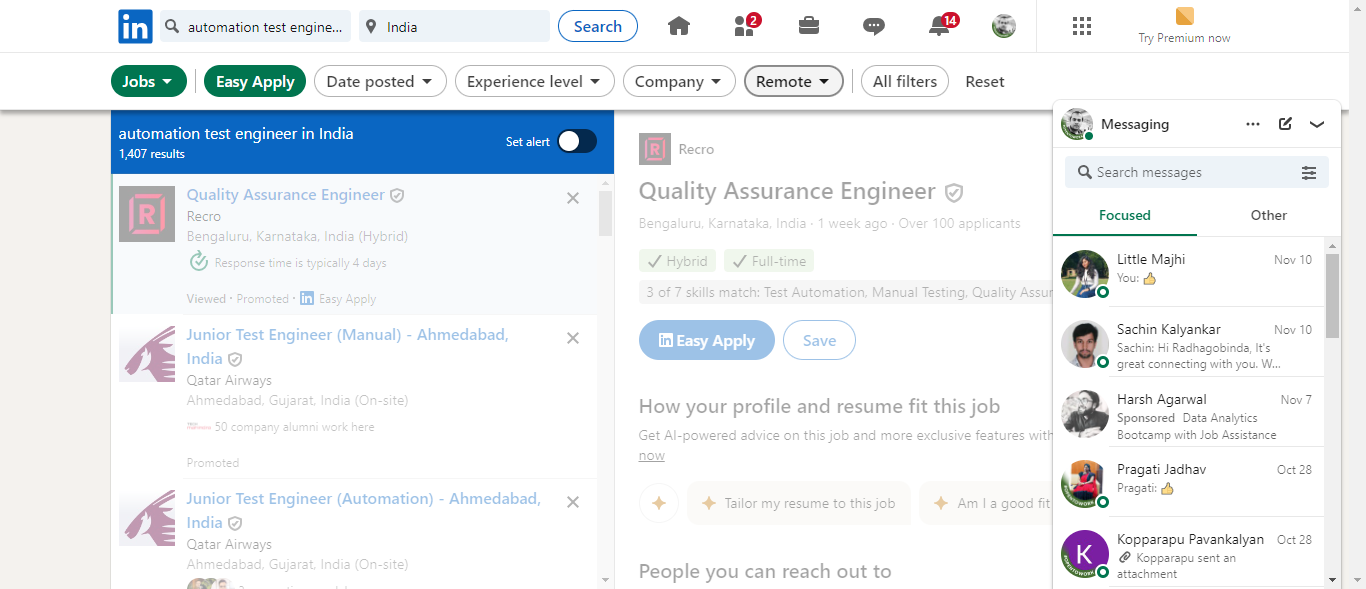 in
automation test engine...
India
Search
2
14
Try Premium now
Jobs
Easy Apply
Date posted
Experience level
Company
Remote
All filters
Reset
automation test engineer in India
1,407 results
Set alert
Quality Assurance Engineer
Recro
Bengaluru, Karnataka, India (Hybrid)
Response time is typically 4 days
Viewed · Promoted · in Easy Apply
Junior Test Engineer (Manual) - Ahmedabad,
India
Qatar Airways
Ahmedabad, Gujarat, India (On-site)
50 company alumni work here
Promoted
Junior Test Engineer (Automation) - Ahmedabad,
India
Qatar Airways
Ahmedabad, Gujarat, India (On-site)
R
Recro
Quality Assurance Engineer
Bengaluru, Karnataka, India · 1 week ago · Over 100 applicants
Hybrid
Full-time
3 of 7 skills match: Test Automation, Manual Testing, Quality Assur
in Easy Apply
Save
How your profile and resume fit this job
Get AI-powered advice on this job and more exclusive features with
now
Tailor my resume to this job
Am I a good fit
People you can reach out to
Messaging
Search messages
Focused
Other
Little Majhi Nov 10
You: 👍
Sachin Kalyankar Nov 10
Sachin: Hi Radhagobinda, It's
great connecting with you. W...
Harsh Agarwal Nov 7
Sponsored Data Analytics
Bootcamp with Job Assistance
Pragati Jadhav Oct 28
Pragati: 👍
K
Kopparapu Pavankalyan Oct 28
Kopparapu sent an
attachment